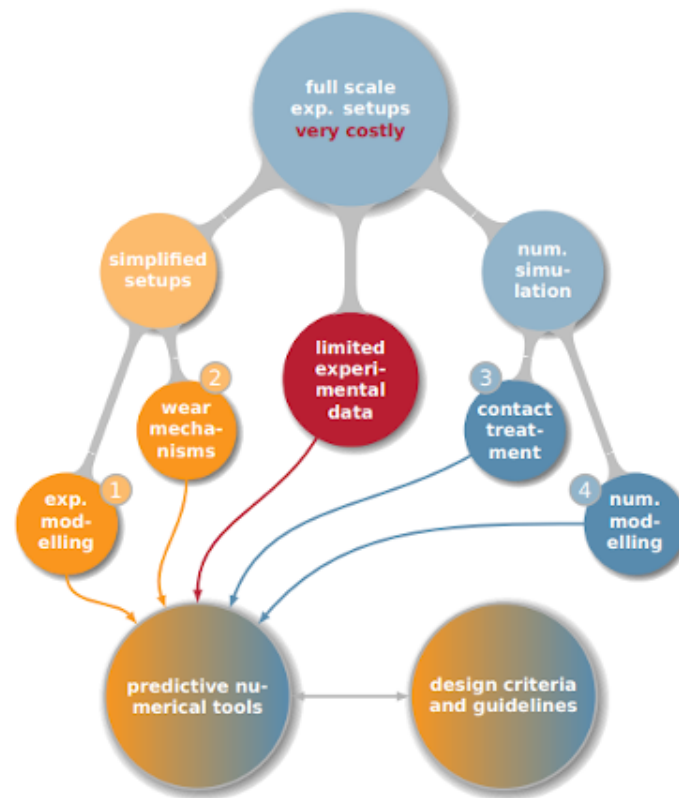 full scale
exp. setups
very costly
simplified
setups
num.
simu-
lation
limited
experi-
mental
data
2
wear
mecha-
nisms
3
contact
treat-
ment
1
exp.
mod-
elling
4
num.
mod-
elling
predictive nu-
merical tools
design criteria
and guidelines